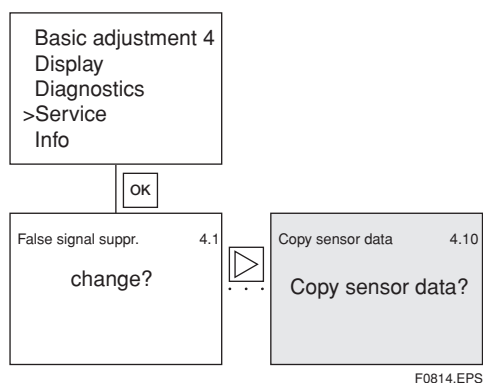 Basic adjustment 4
Display
Diagnostics
>Service
Info
OK
False signal suppr. 4.1
change?
Copy sensor data 4.10
Copy sensor data?
F0814.EPS